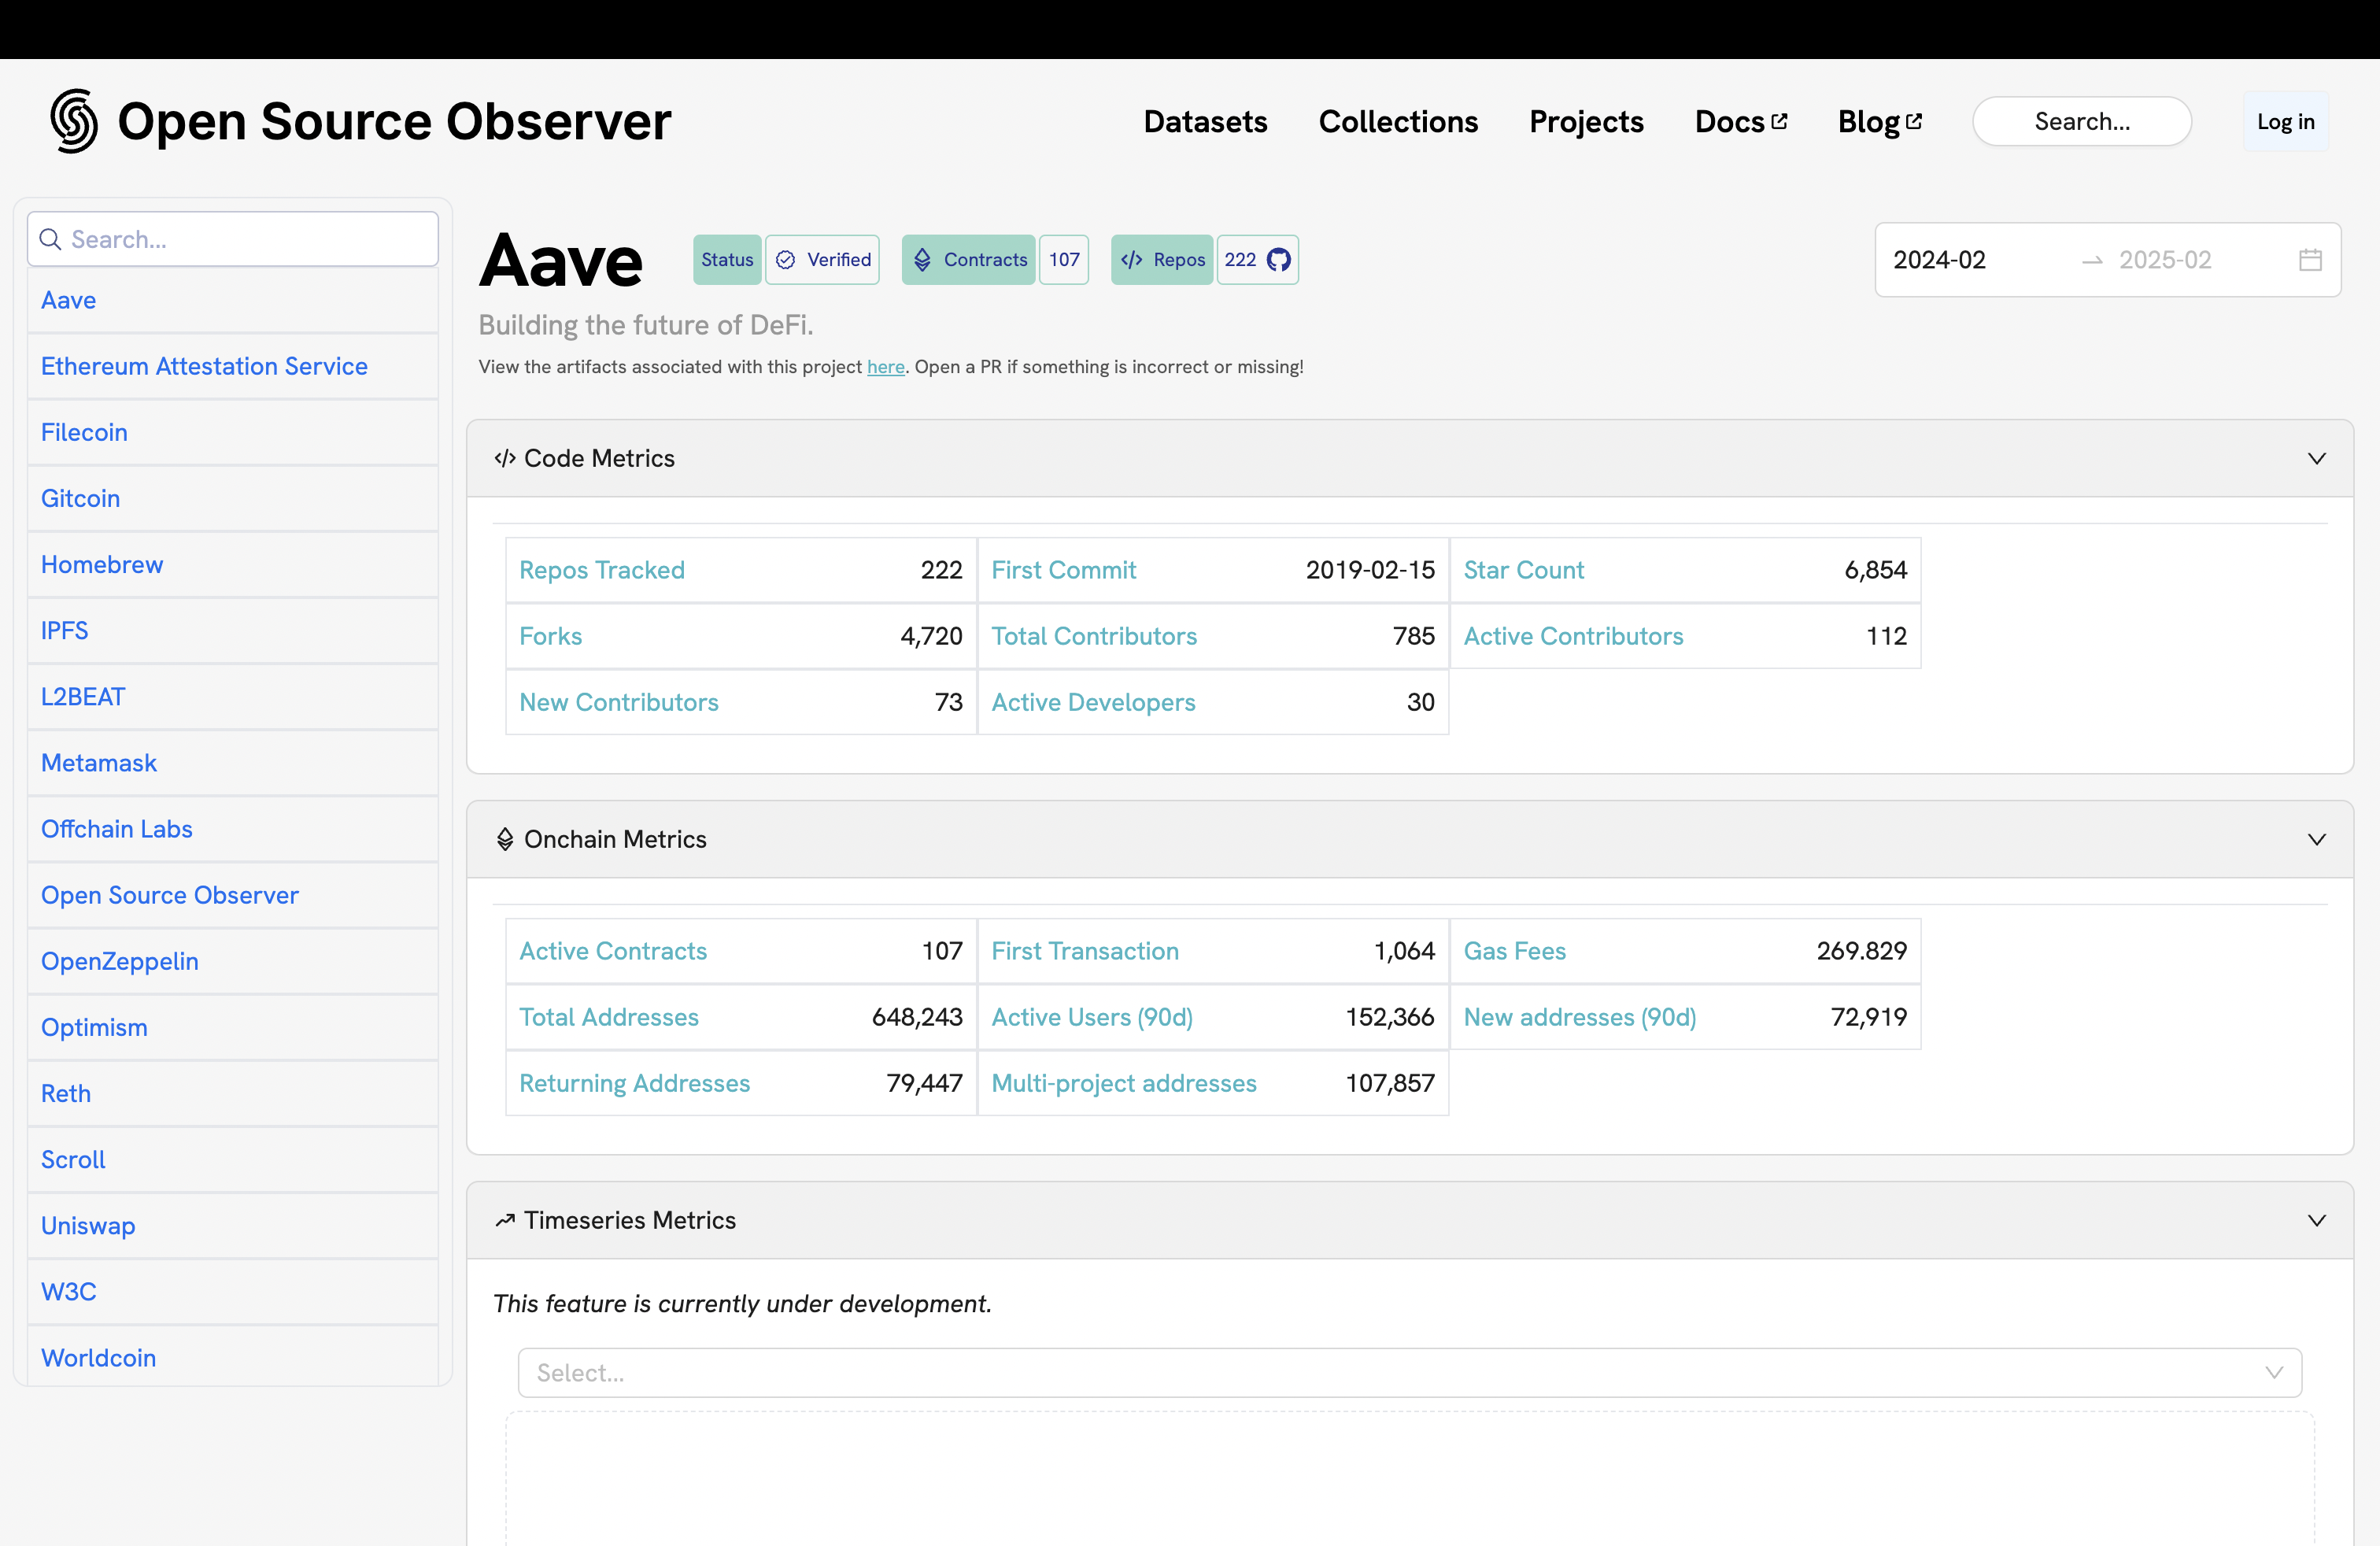 Open Source Observer
Datasets Collections Projects Docs Blog Search... Log in
Search...
Aave
Ethereum Attestation Service
Filecoin
Gitcoin
Homebrew
IPFS
L2BEAT
Metamask
Offchain Labs
Open Source Observer
OpenZeppelin
Optimism
Reth
Scroll
Uniswap
W3C
Worldcoin
Aave Status Verified Contracts 107 Repos 222
2024-02 → 2025-02
Building the future of DeFi.
View the artifacts associated with this project here. Open a PR if something is incorrect or missing!
</> Code Metrics
Repos Tracked 222 First Commit 2019-02-15 Star Count 6,854
Forks 4,720 Total Contributors 785 Active Contributors 112
New Contributors 73 Active Developers 30
Onchain Metrics
Active Contracts 107 First Transaction 1,064 Gas Fees 269.829
Total Addresses 648,243 Active Users (90d) 152,366 New addresses (90d) 72,919
Returning Addresses 79,447 Multi-project addresses 107,857
Timeseries Metrics
This feature is currently under development.
Select...